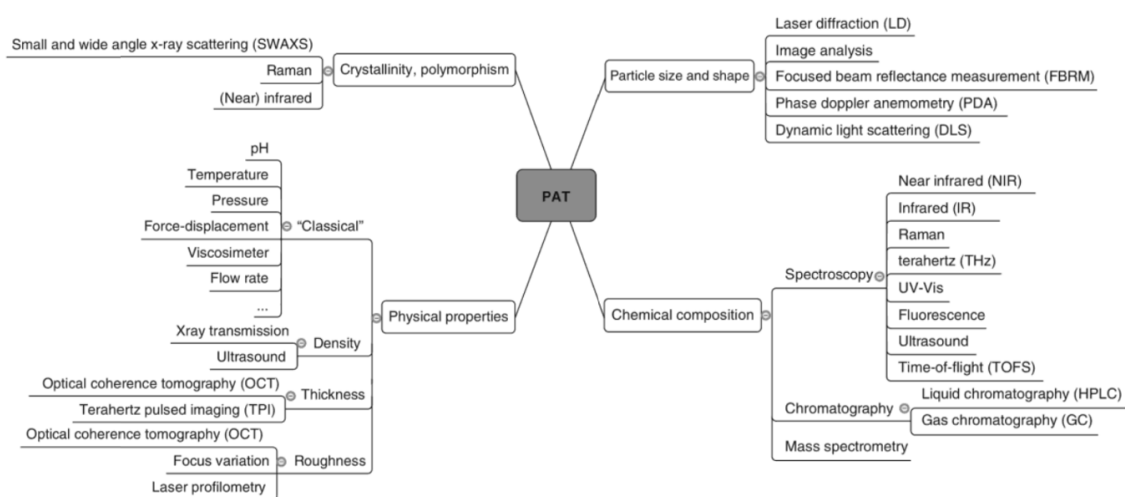 Small and wide angle x-ray scattering (SWAXS)
Raman
(Near) infrared
Crystallinity, polymorphism
Particle size and shape
Laser diffraction (LD)
Image analysis
Focused beam reflectance measurement (FBRM)
Phase doppler anemometry (PDA)
Dynamic light scattering (DLS)
PAT
pH
Temperature
Pressure
Force-displacement
Viscosimeter
Flow rate
...
"Classical"
Xray transmission
Ultrasound
Density
Optical coherence tomography (OCT)
Terahertz pulsed imaging (TPI)
Thickness
Optical coherence tomography (OCT)
Focus variation
Laser profilometry
Roughness
Physical properties
Chemical composition
Spectroscopy
Near infrared (NIR)
Infrared (IR)
Raman
terahertz (THz)
UV-Vis
Fluorescence
Ultrasound
Time-of-flight (TOFS)
Chromatography
Liquid chromatography (HPLC)
Gas chromatography (GC)
Mass spectrometry